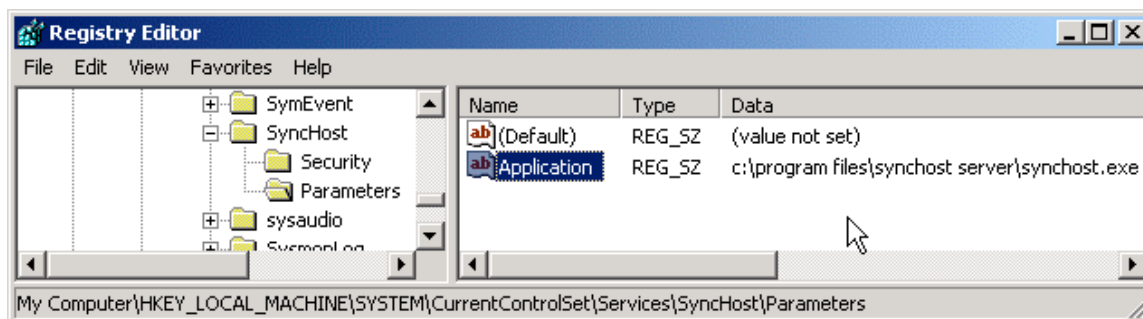 Registry Editor
File Edit View Favorites Help
SymEvent
SyncHost
Security
Parameters
sysaudio
SysmonLog
Name Type Data
(Default) REG_SZ (value not set)
Application REG_SZ c:\program files\synchost server\synchost.exe
My Computer\HKEY_LOCAL_MACHINE\SYSTEM\CurrentControlSet\Services\SyncHost\Parameters